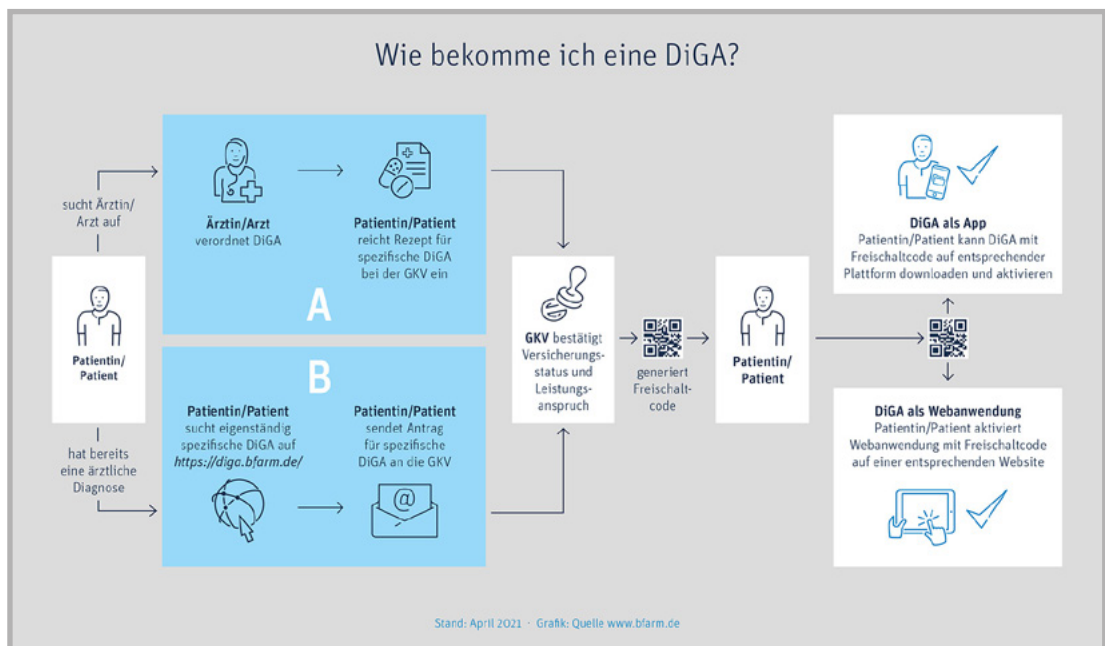 Wie bekomme ich eine DiGA?
sucht Ärztin/
Arzt auf
Patientin/
Patient
hat bereits
eine ärztliche
Diagnose
Ärztin/Arzt
verordnet DiGA
Patientin/Patient
reicht Rezept für
spezifische DiGA
bei der GKV ein
A
B
Patientin/Patient
sucht eigenständig
spezifische DiGA auf
https://diga.bfarm.de/
Patientin/Patient
sendet Antrag
für spezifische
DiGA an die GKV
@
GKV bestätigt
Versicherungs-
status und
Leistungs-
anspruch
generiert
Freischalt-
code
Patientin/
Patient
DiGA als App
Patientin/Patient kann DiGA mit
Freischaltcode auf entsprechender
Plattform downloaden und aktivieren
DiGA als Webanwendung
Patientin/Patient aktiviert
Webanwendung mit Freischaltcode
auf einer entsprechenden Website
Stand: April 2021 · Grafik: Quelle www.bfarm.de